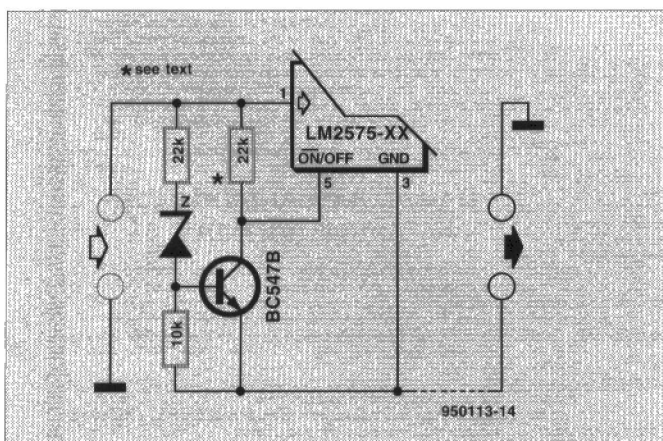 * see text
1
LM2575-XX
ON/OFF GND
5 3
22k
22k
*
Z
BC547B
10k
950113-14